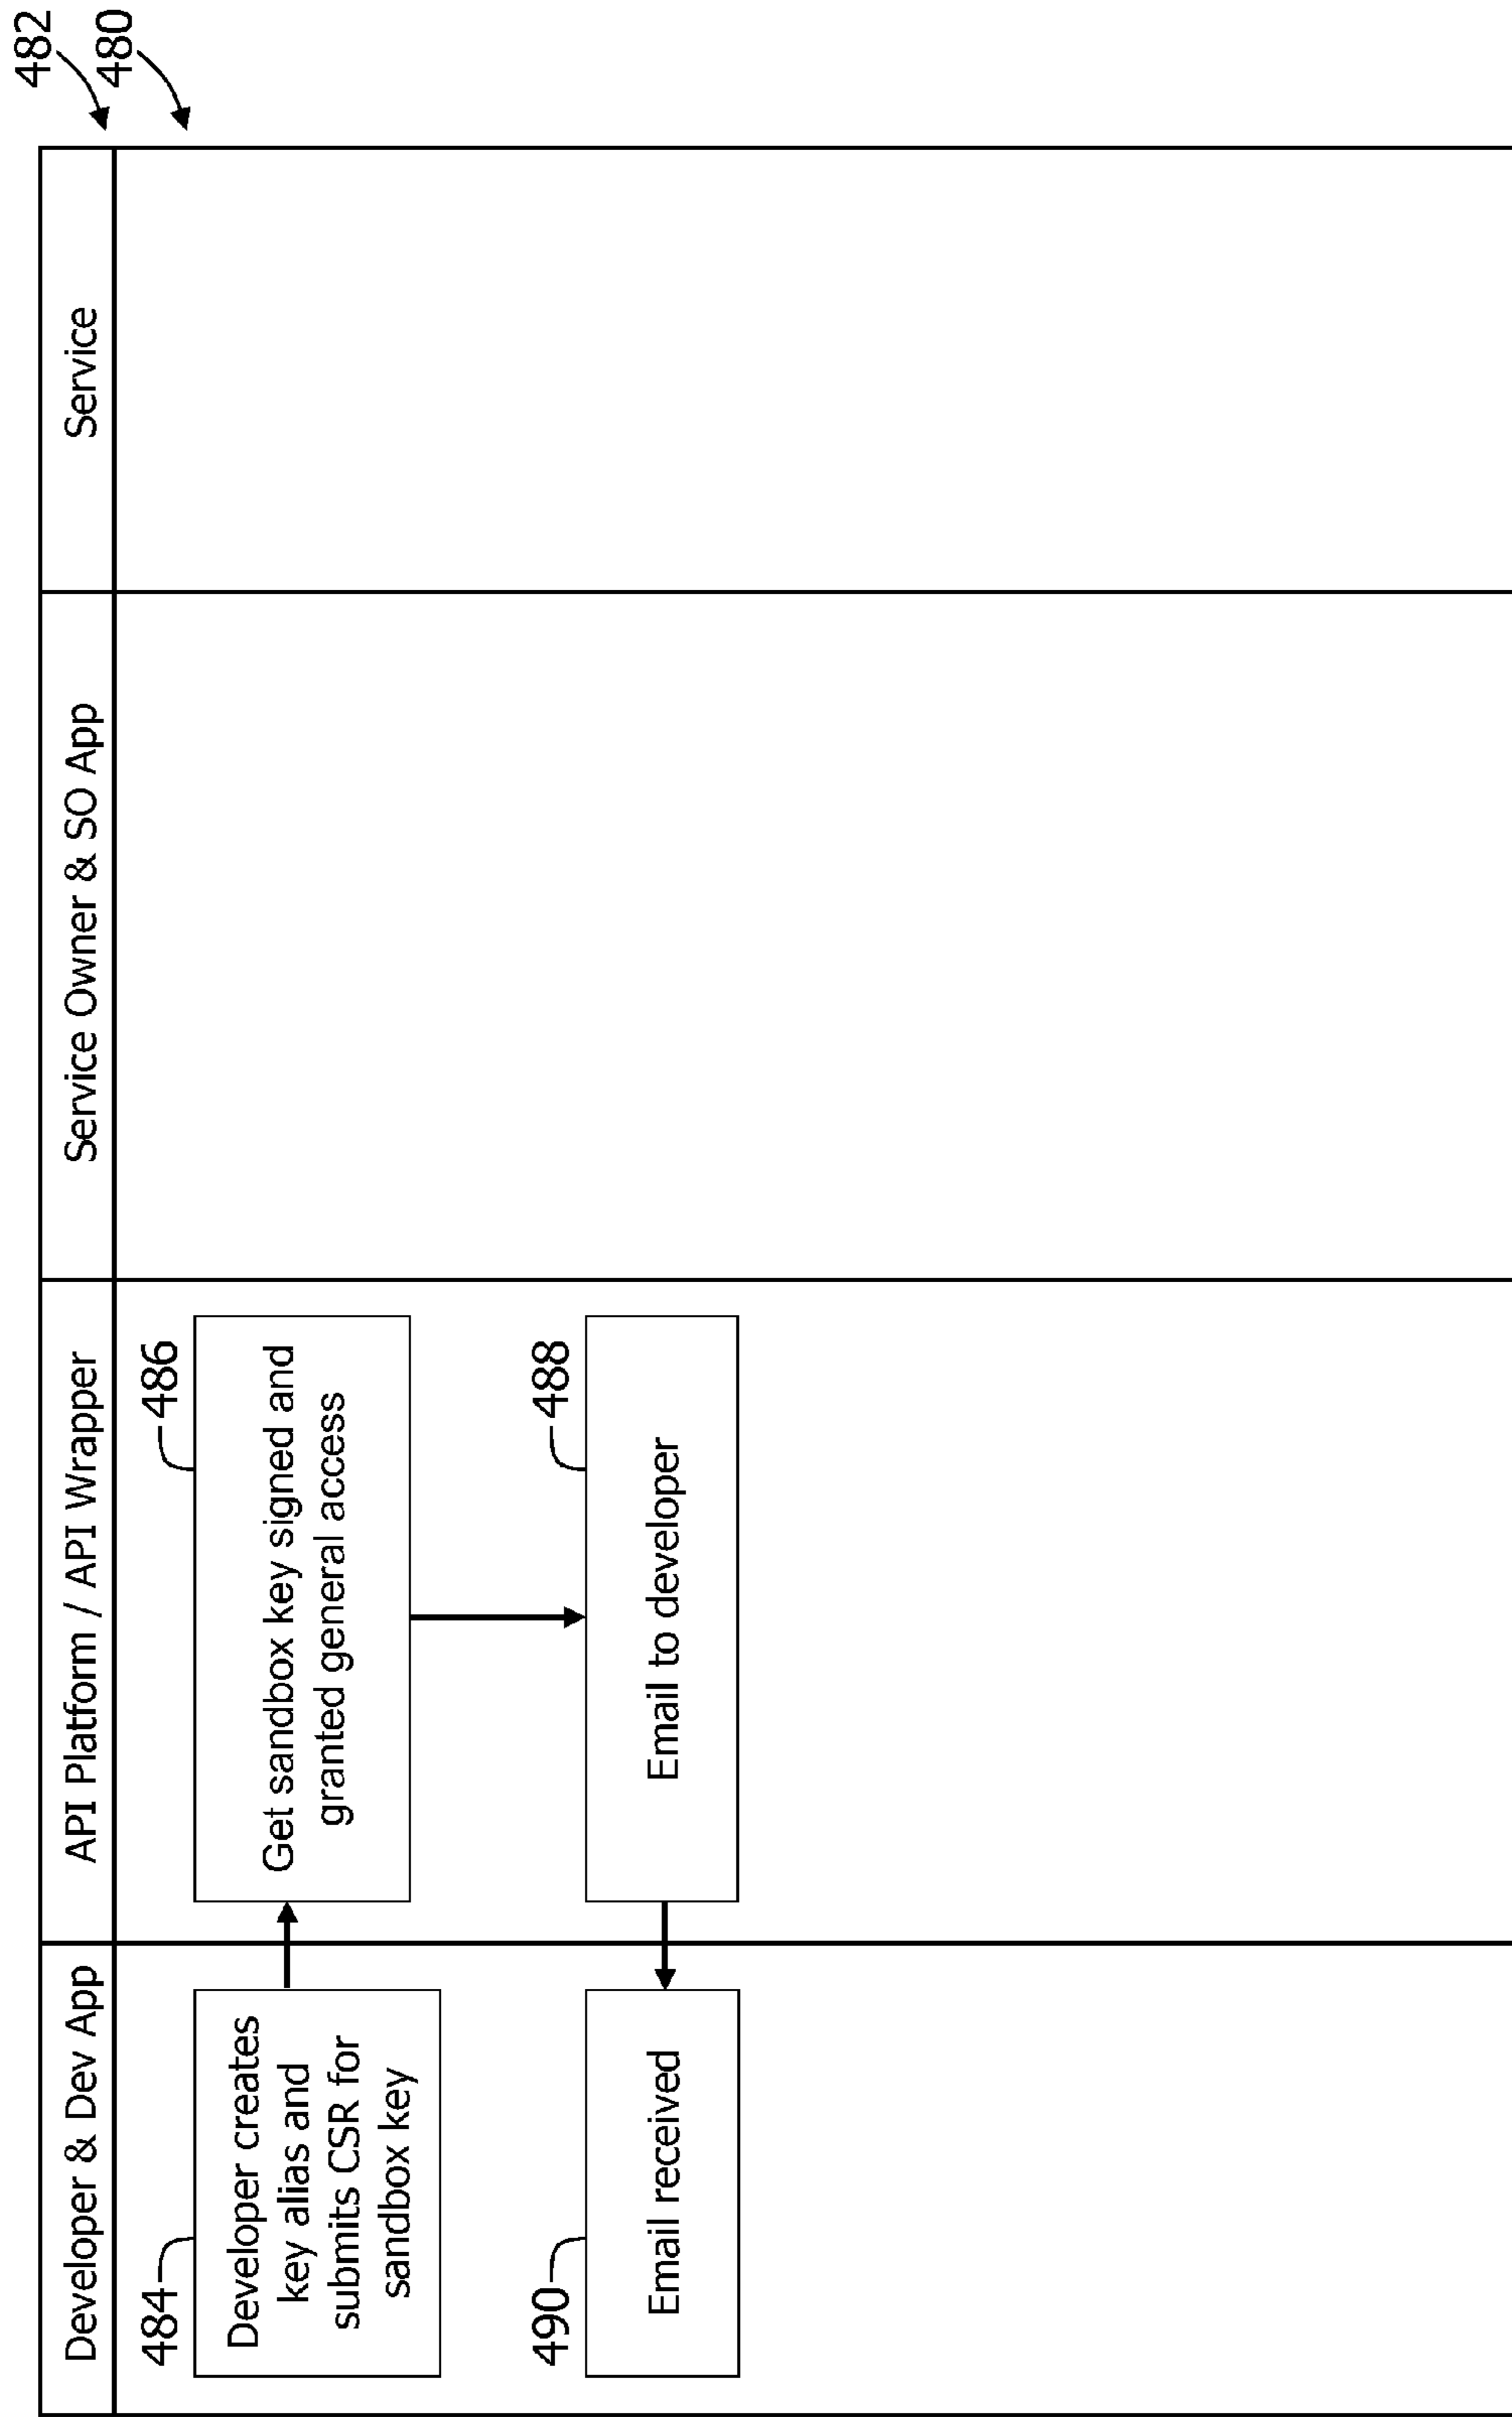 482
480
Developer & Dev App
API Platform / API Wrapper
Service Owner & SO App
Service
484
Developer creates
key alias and
submits CSR for
sandbox key
486
Get sandbox key signed and
granted general access
490
Email received
488
Email to developer